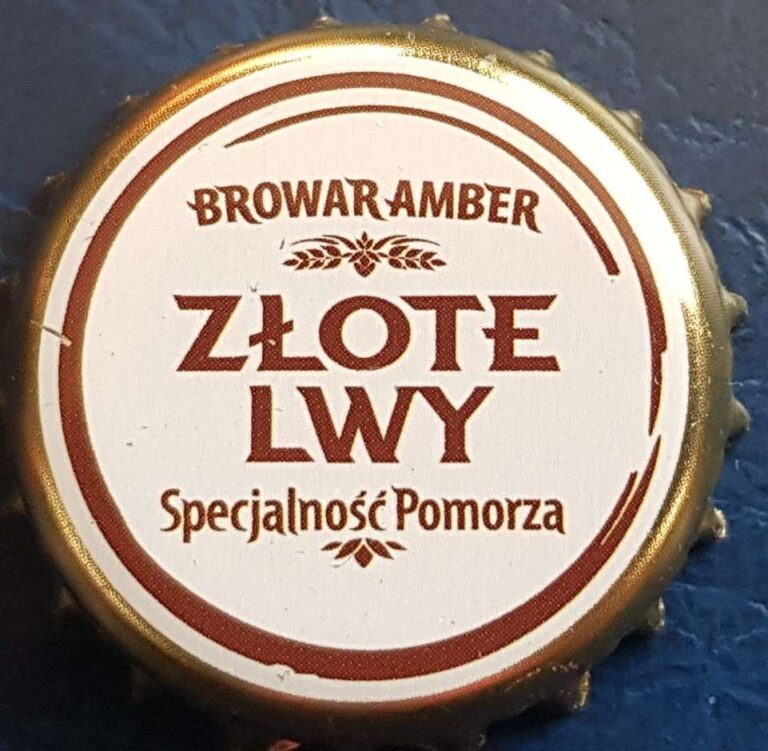 BROWAR AMBER
ZŁOTE
LWY
Specjalność Pomorza